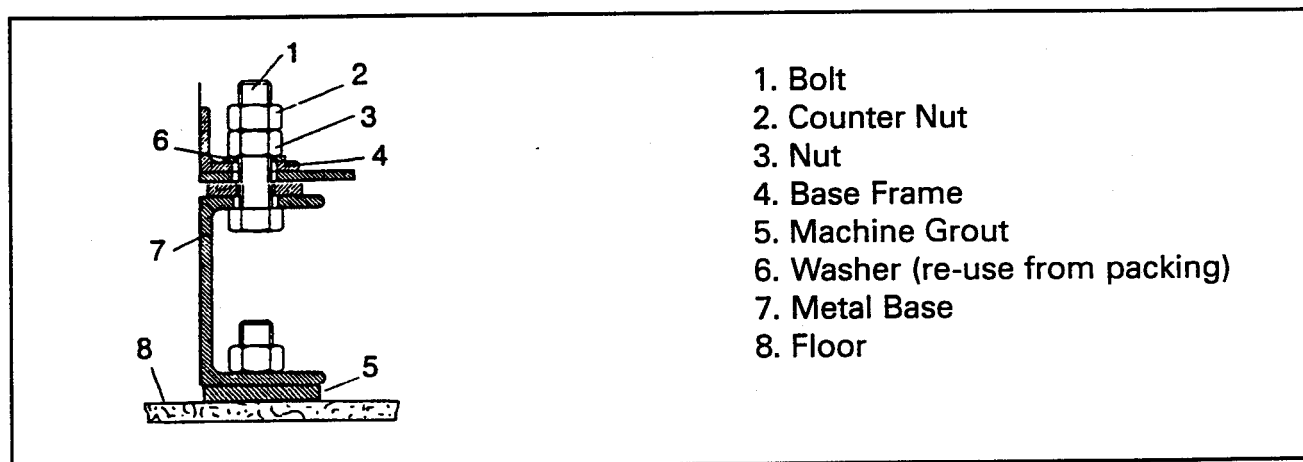 1
2
3
6
4
7
8
5
1. Bolt
2. Counter Nut
3. Nut
4. Base Frame
5. Machine Grout
6. Washer (re-use from packing)
7. Metal Base
8. Floor